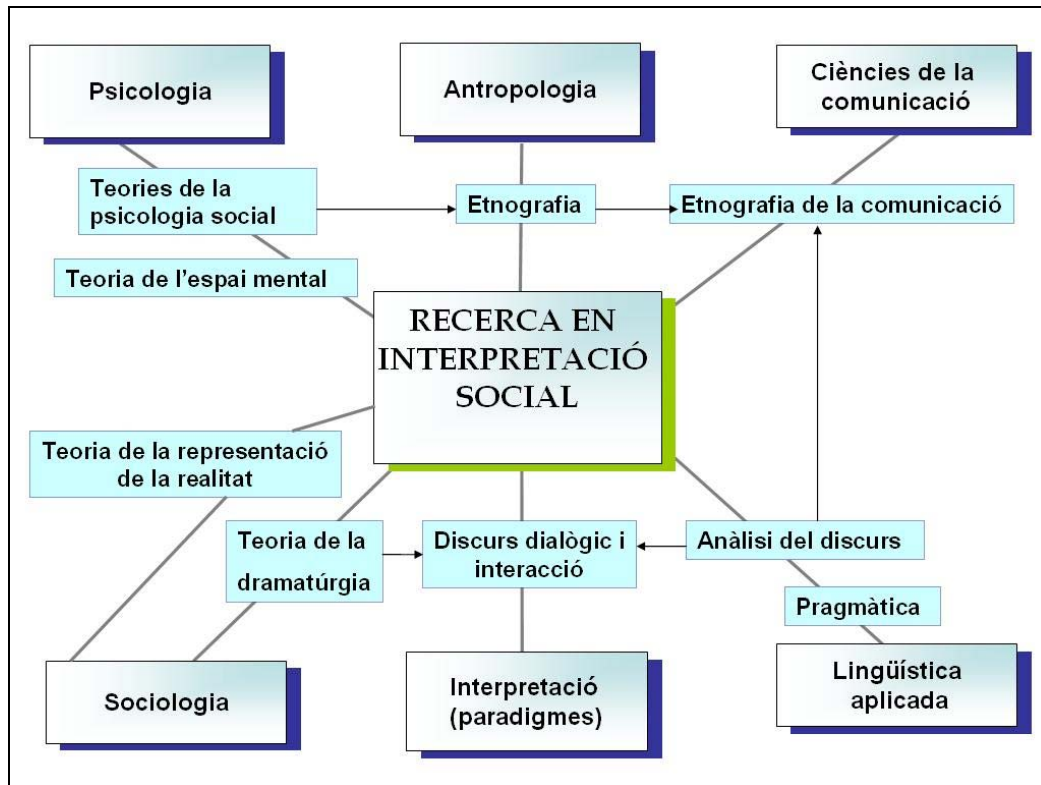 Psicologia
Antropologia
Ciències de la
comunicació
Teories de la
psicologia social
Etnografia
Etnografia de la comunicació
Teoria de l'espai mental
RECERCA EN
INTERPRETACIÓ
SOCIAL
Teoria de la representació
de la realitat
Teoria de la
dramatúrgia
Discurs dialògic i
interacció
Anàlisi del discurs
Pragmàtica
Sociologia
Interpretació
(paradigmes)
Lingüística
aplicada